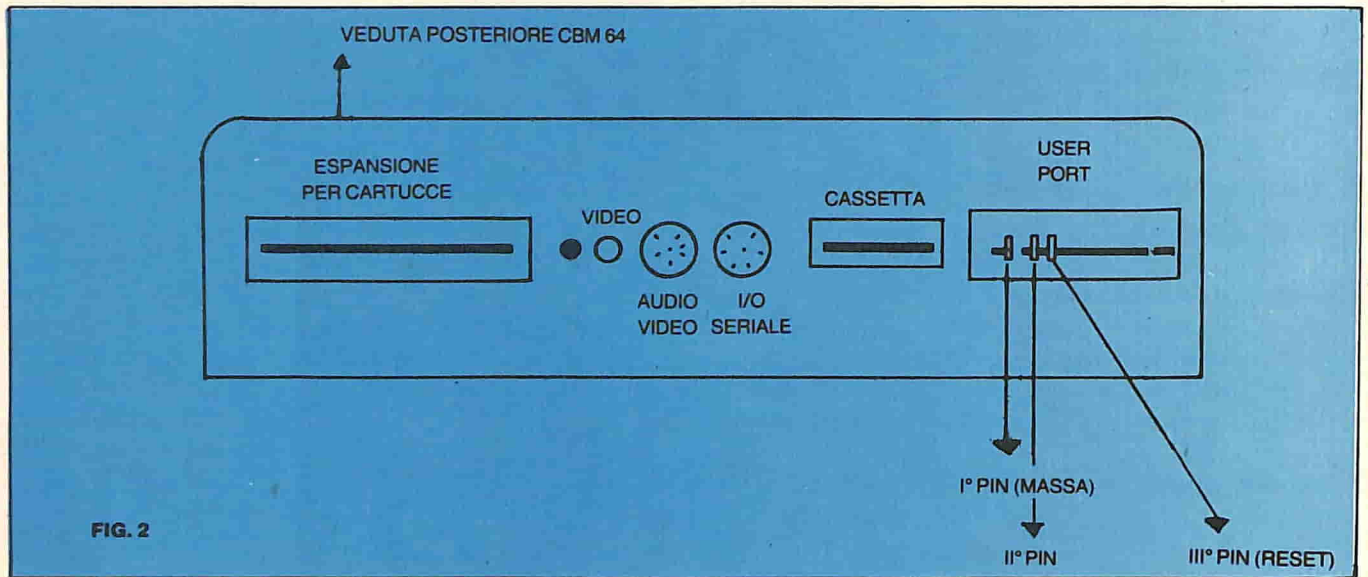 VEDUTA POSTERIORE CBM 64
ESPANSIONE
PER CARTUCCE
VIDEO
AUDIO
VIDEO
I/O
SERIALE
CASSETTA
USER
PORT
I° PIN (MASSA)
II° PIN
III° PIN (RESET)
FIG. 2